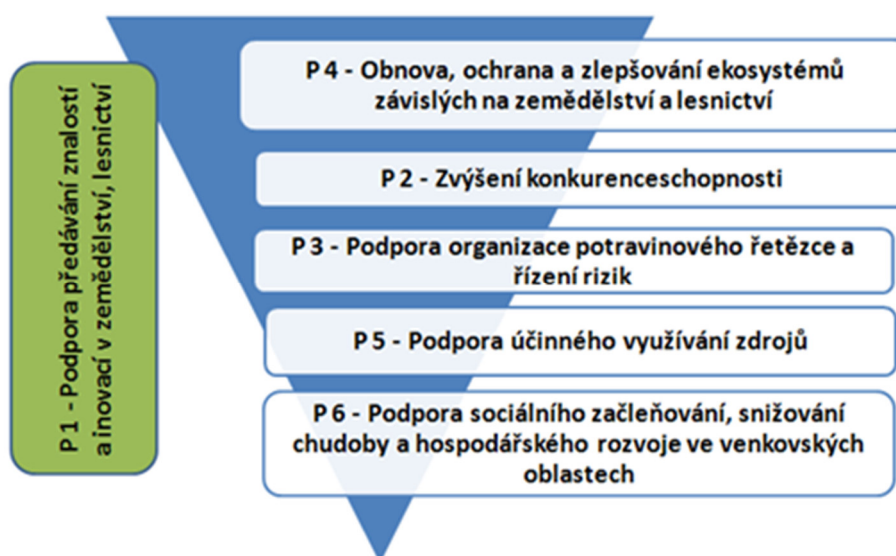 P 1 - Podpora předávání znalostí
a inovací v zemědělství, lesnictví
P 4 - Obnova, ochrana a zlepšování ekosystémů
závislých na zemědělství a lesnictví
P 2 - Zvýšení konkurenceschopnosti
P 3 - Podpora organizace potravinového řetězce a
řízení rizik
P 5 - Podpora účinného využívání zdrojů
P 6 - Podpora sociálního začleňování, snižování
chudoby a hospodářského rozvoje ve venkovských
oblastech